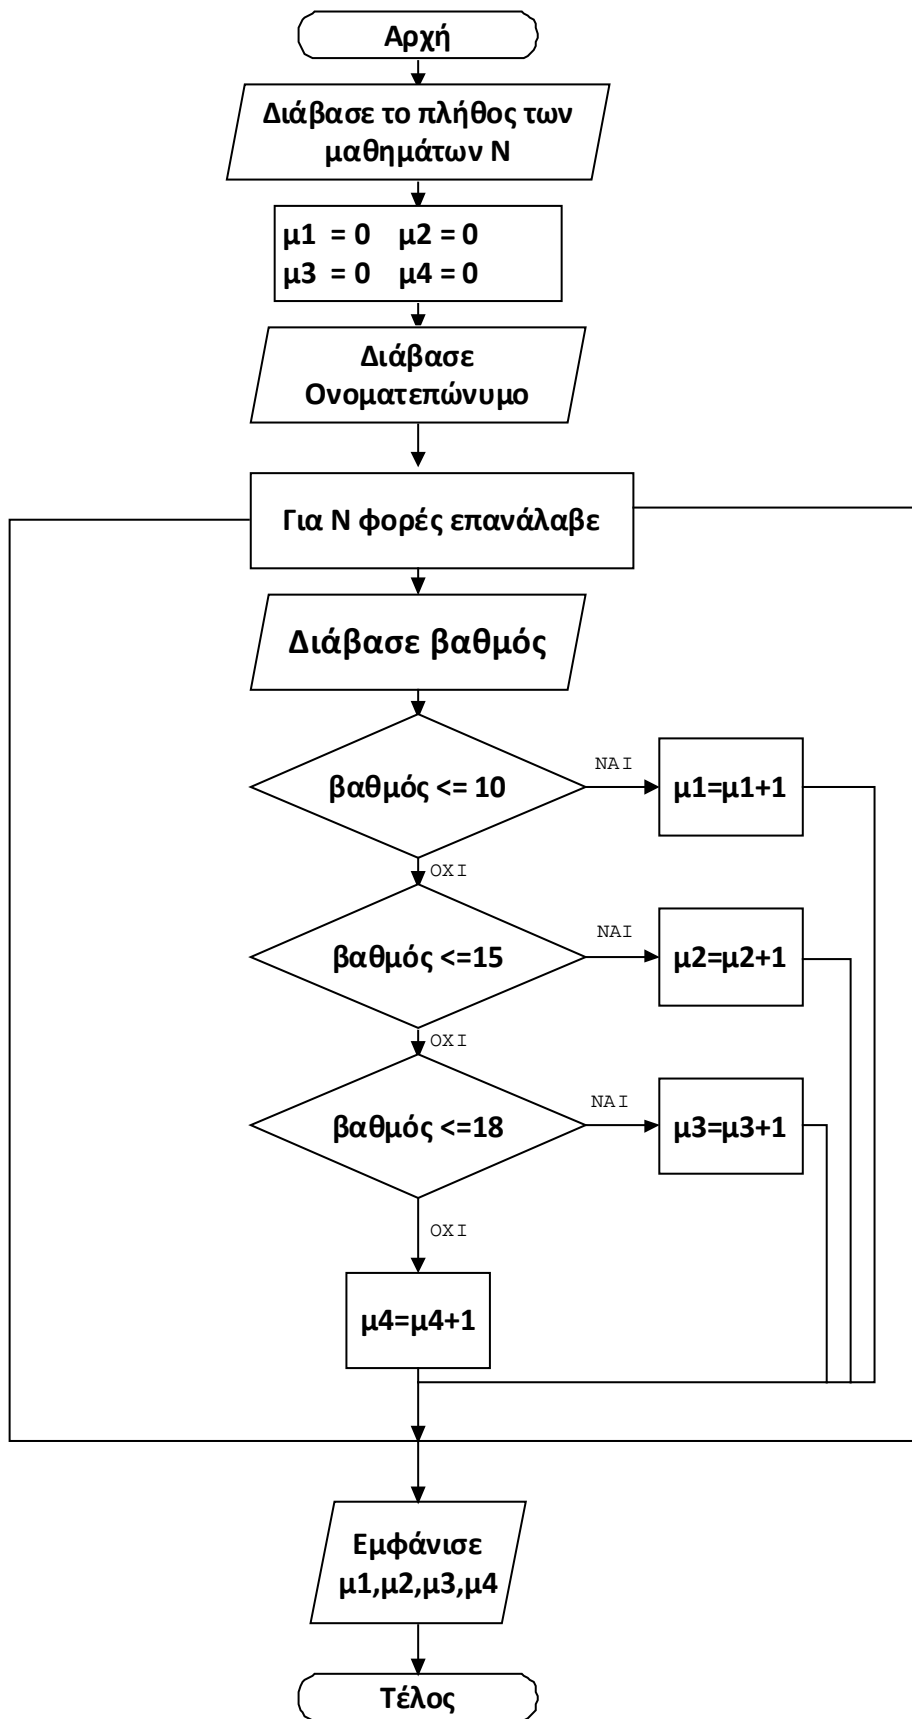 Αρχή
Διάβασε το πλήθος των
μαθημάτων Ν
μ1 = 0 μ2 = 0
μ3 = 0 μ4 = 0
Διάβασε
Ονοματεπώνυμο
Για Ν φορές επανάλαβε
Διάβασε βαθμός
βαθμός <= 10
ΝΑΙ
μ1=μ1+1
ΟΧΙ
βαθμός <=15
ΝΑΙ
μ2=μ2+1
ΟΧΙ
βαθμός <=18
ΝΑΙ
μ3=μ3+1
ΟΧΙ
μ4=μ4+1
Εμφάνισε
μ1,μ2,μ3,μ4
Τέλος